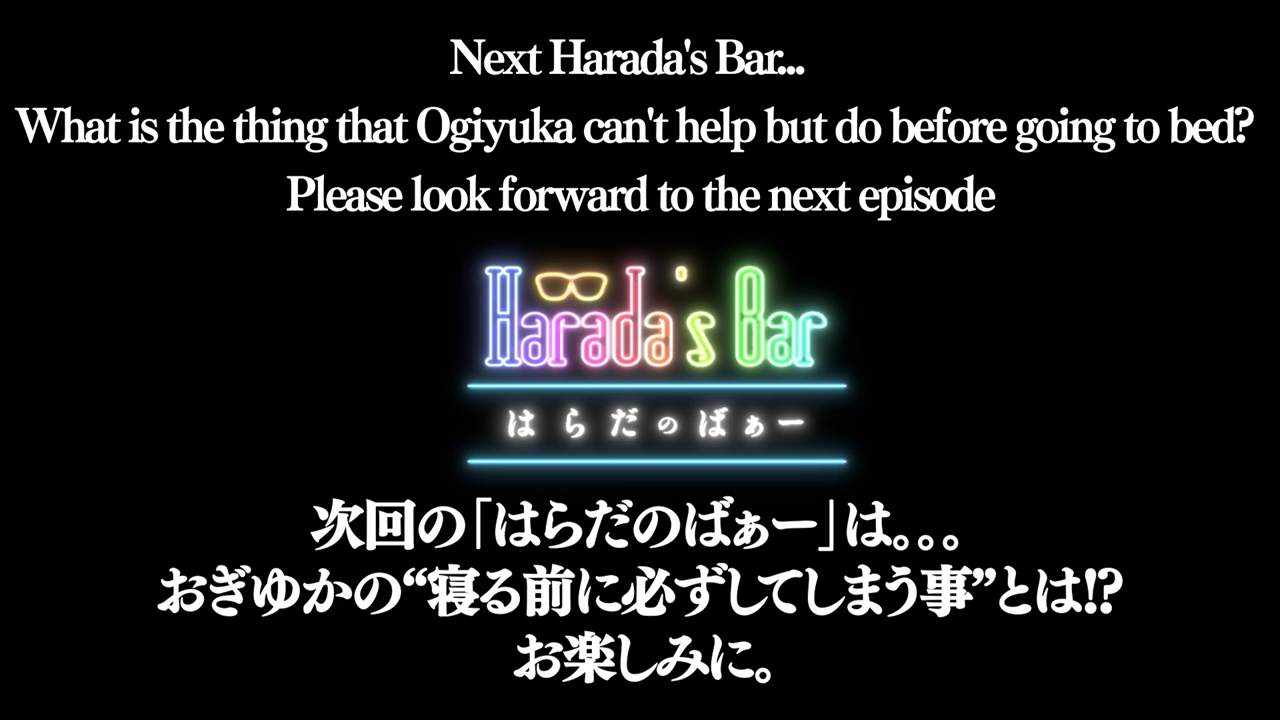 Next Harada's Bar...
What is the thing that Ogiyuka can't help but do before going to bed?
Please look forward to the next episode
Harada's Bar
はらだのばぁー
次回の「はらだのばぁー」は。。。
おぎゆかの“寝る前に必ずしてしまう事”とは!?
お楽しみに。